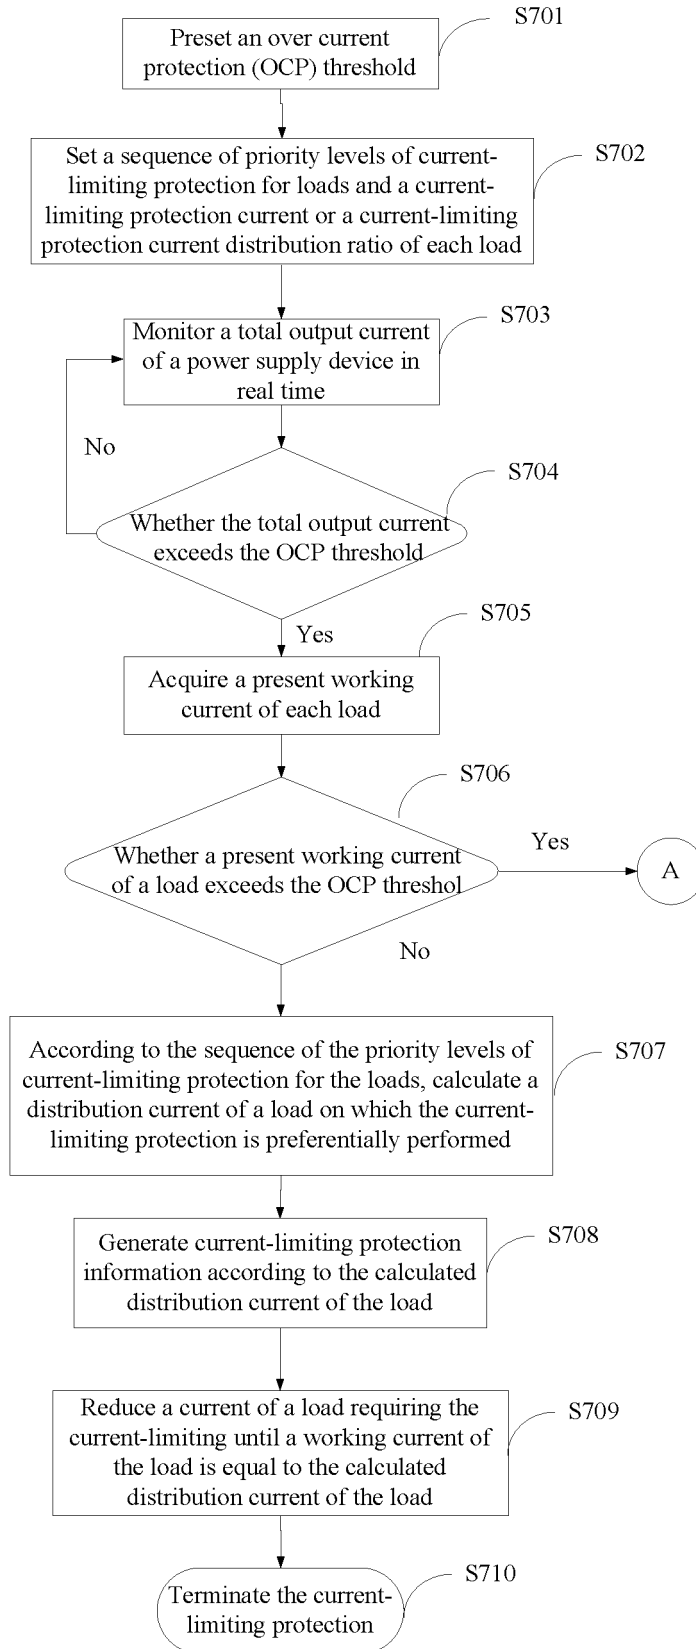 S701
Preset an over current
protection (OCP) threshold
S702
Set a sequence of priority levels of current-
limiting protection for loads and a current-
limiting protection current or a current-limiting
protection current distribution ratio of each load
S703
Monitor a total output current
of a power supply device in
real time
No
S704
Whether the total output current
exceeds the OCP threshold
Yes
S705
Acquire a present working
current of each load
S706
Whether a present working current
of a load exceeds the OCP threshol
Yes
A
No
S707
According to the sequence of the priority levels of
current-limiting protection for the loads, calculate a
distribution current of a load on which the current-
limiting protection is preferentially performed
S708
Generate current-limiting protection
information according to the calculated
distribution current of the load
S709
Reduce a current of a load requiring the
current-limiting until a working current of
the load is equal to the calculated
distribution current of the load
S710
Terminate the current-
limiting protection